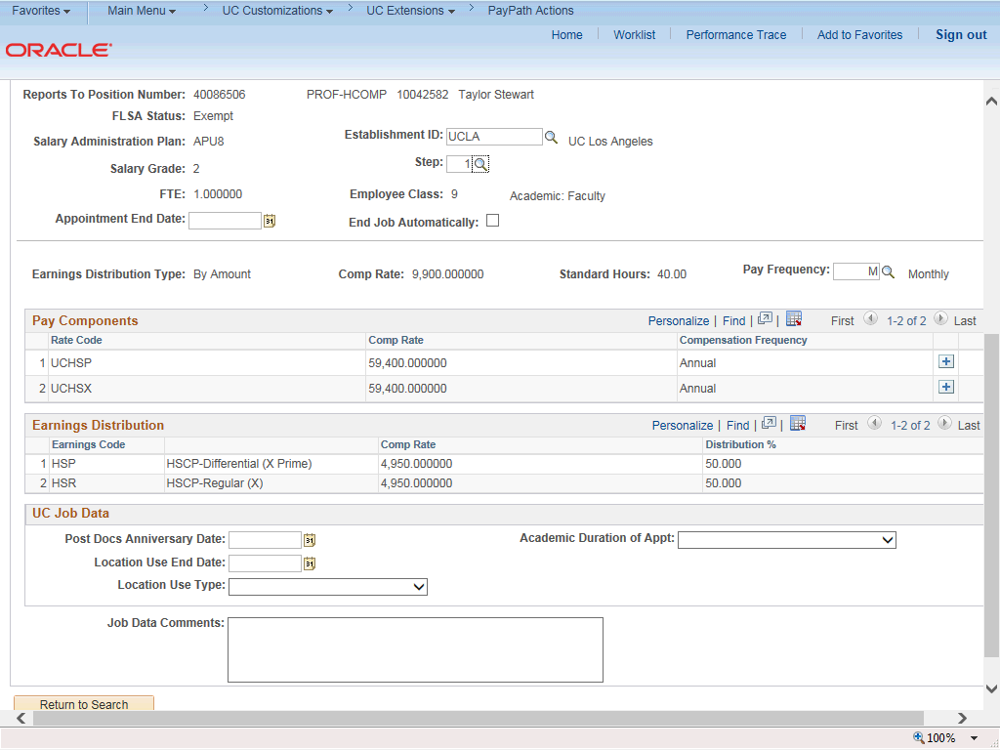 Favorites Main Menu UC Customizations UC Extensions PayPath Actions
Home Worklist Performance Trace Add to Favorites Sign out
ORACLE
Reports To Position Number: 40086506 PROF-HCOMP 10042582 Taylor Stewart
FLSA Status: Exempt
Establishment ID: UCLA UC Los Angeles
Salary Administration Plan: APU8
Step: 1
Salary Grade: 2
FTE: 1.000000 Employee Class: 9 Academic: Faculty
Appointment End Date: 31 End Job Automatically:
Earnings Distribution Type: By Amount Comp Rate: 9,900.000000 Standard Hours: 40.00 Pay Frequency: M Monthly
Pay Components Personalize | Find | | First 1-2 of 2 Last
Rate Code Comp Rate Compensation Frequency
1 UCHSP 59,400.000000 Annual +
2 UCHSX 59,400.000000 Annual +
Earnings Distribution Personalize | Find | | First 1-2 of 2 Last
Earnings Code Comp Rate Distribution %
1 HSP HSCP-Differential (X Prime) 4,950.000000 50.000
2 HSR HSCP-Regular (X) 4,950.000000 50.000
UC Job Data
Post Docs Anniversary Date: 31 Academic Duration of Appt:
Location Use End Date: 31
Location Use Type:
Job Data Comments:
Return to Search
100%